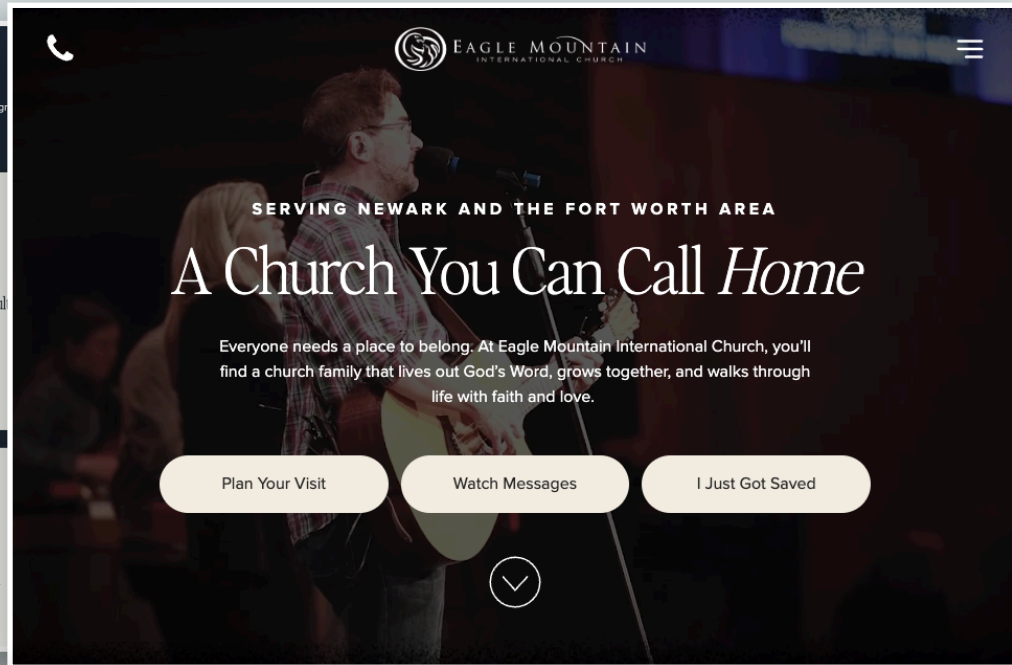 EAGLE MOUNTAIN
INTERNATIONAL CHURCH
SERVING NEWARK AND THE FORT WORTH AREA
A Church You Can Call Home
Everyone needs a place to belong. At Eagle Mountain International Church, you’ll
find a church family that lives out God’s Word, grows together, and walks through
life with faith and love.
Plan Your Visit
Watch Messages
I Just Got Saved